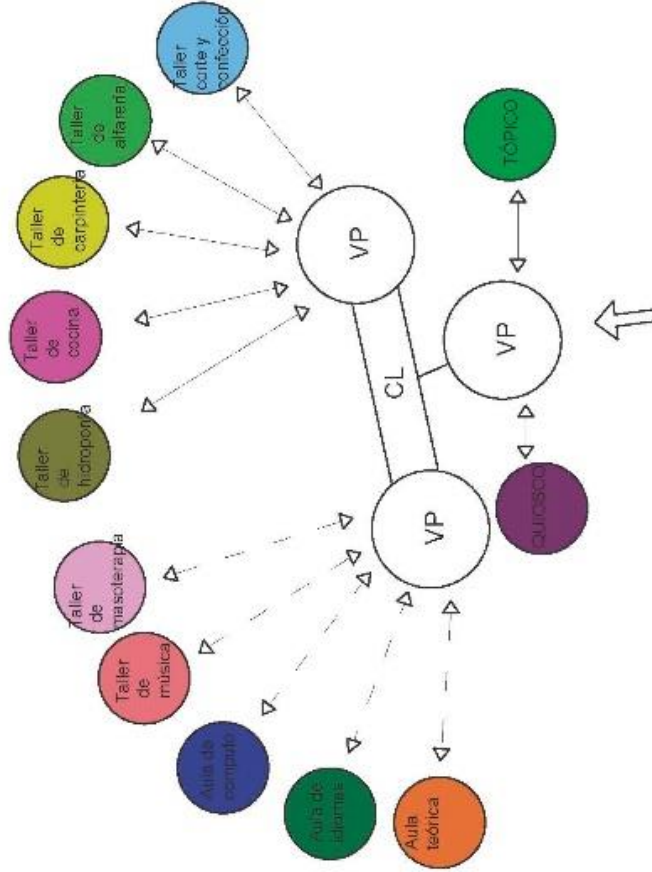 Taller
corte y
confección
Taller
de
alfarería
Taller
de
carpintería
Taller
de
cocina
Taller
de
hidroponía
Taller
de
masoterapia
Taller
de
música
Aula de
computo
Aula de
idiomas
Aula
teórica
VP
CL
VP
VP
TÓPICO
QUIOSCO